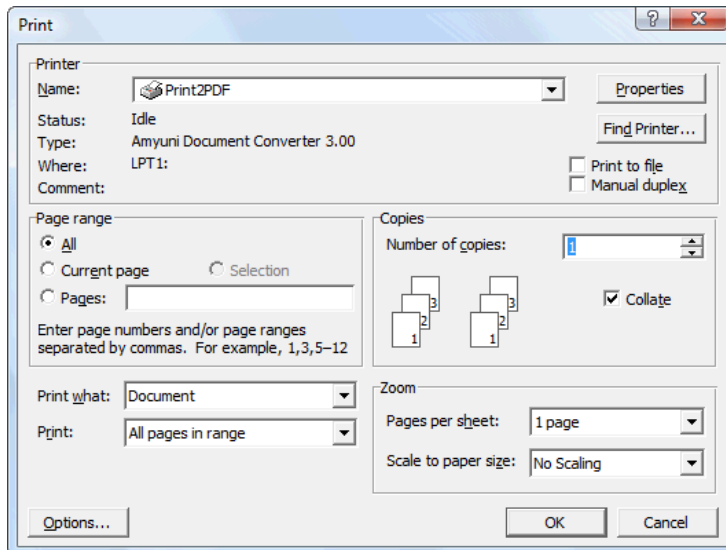 Print
Printer
Name: Print2PDF Properties
Status: Idle
Find Printer...
Type: Amyuni Document Converter 3.00
Where: LPT1:
Print to file
Comment:
Manual duplex
Page range
All
Current page Selection
Pages:
Enter page numbers and/or page ranges
separated by commas. For example, 1,3,5–12
Copies
Number of copies: 1
3 3
2 2
1 1
Collate
Print what: Document
Print: All pages in range
Zoom
Pages per sheet: 1 page
Scale to paper size: No Scaling
Options... OK Cancel